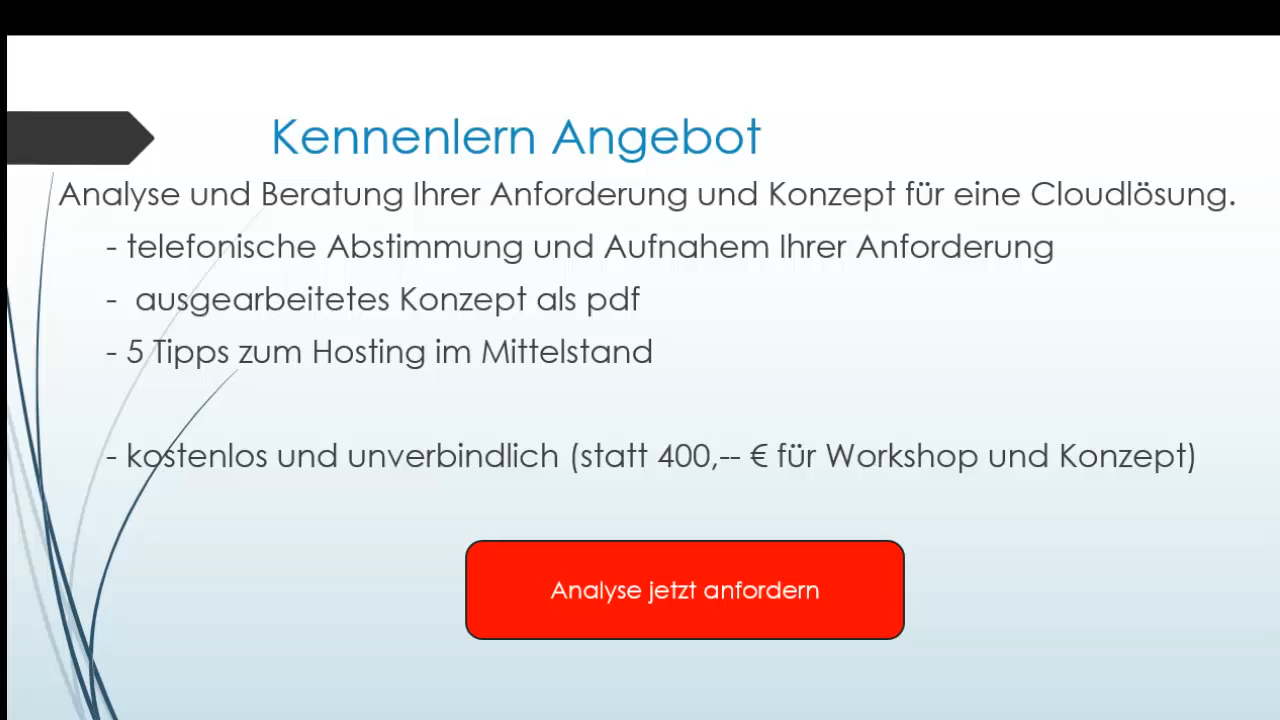 Kennenlern Angebot
Analyse und Beratung Ihrer Anforderung und Konzept für eine Cloudlösung.
- telefonische Abstimmung und Aufnahem Ihrer Anforderung
- ausgearbeitetes Konzept als pdf
- 5 Tipps zum Hosting im Mittelstand
- kostenlos und unverbindlich (statt 400,-- € für Workshop und Konzept)
Analyse jetzt anfordern